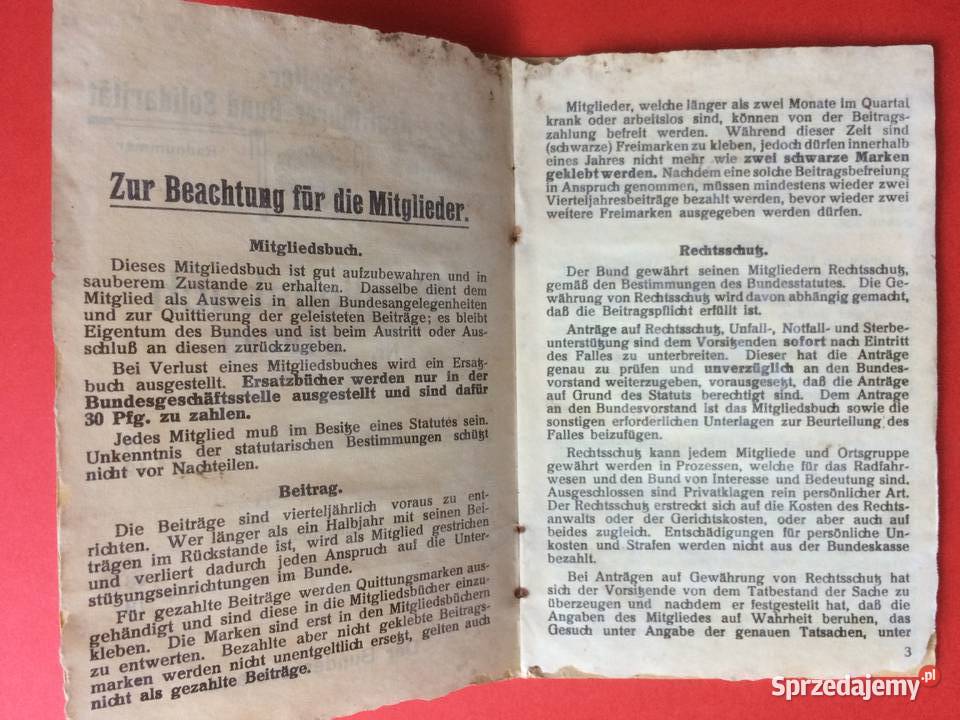 Zur Beachtung für die Mitglieder.
Mitgliedsbuch.
Dieses Mitgliedsbuch ist gut aufzubewahren und in
sauberem Zustande zu erhalten. Dasselbe dient dem
Mitglied als Ausweis in allen Bundesangelegenheiten
und zur Quittierung der geleisteten Beiträge; es bleibt
Eigentum des Bundes und ist beim Austritt oder Aus-
schluß an diesen zurückzugeben.
Bei Verlust eines Mitgliedsbuches wird ein Ersatz-
buch ausgestellt. Ersatzbücher werden nur in der
Bundesgeschäftsstelle ausgestellt und sind dafür
30 Pfg. zu zahlen.
Jedes Mitglied muß im Besitze eines Statutes sein.
Unkenntnis der statutarischen Bestimmungen schützt
nicht vor Nachteilen.
Beitrag.
Die Beiträge sind vierteljährlich voraus zu ent-
richten. Wer länger als ein Halbjahr mit seinen Bei-
trägen im Rückstande ist, wird als Mitglied gestrichen
und verliert dadurch jeden Anspruch auf die Unter-
stützungseinrichtungen im Bunde.
Für gezahlte Beiträge werden Quittungsmarken aus-
gehändigt und sind diese in die Mitgliedsbücher einzu-
kleben. Die Marken sind erst in den Mitgliedsbüchern
zu entwerten. Bezahlte aber nicht geklebte Beitrags-
marken werden nicht unentgeltlich ersetzt, gelten auch
nicht als gezahlte Beiträge.
Mitglieder, welche länger als zwei Monate im Quartal
krank oder arbeitslos sind, können von der Beitrags-
zahlung befreit werden. Während dieser Zeit sind
(schwarze) Freimarken zu kleben, jedoch dürfen innerhalb
eines Jahres nicht mehr wie zwei schwarze Marken
geklebt werden. Nachdem eine solche Beitragsbefreiung
in Anspruch genommen, müssen mindestens wieder zwei
Vierteljahresbeiträge bezahlt werden, bevor wieder zwei
weitere Freimarken ausgegeben werden dürfen.
Rechtsschutz.
Der Bund gewährt seinen Mitgliedern Rechtsschutz,
gemäß den Bestimmungen des Bundesstatutes. Die Ge-
währung von Rechtsschutz wird davon abhängig gemacht,
daß die Beitragspflicht erfüllt ist.
Anträge auf Rechtsschutz, Unfall-, Notfall- und Sterbe-
unterstützung sind dem Vorsitzenden sofort nach Eintritt
des Falles zu unterbreiten. Dieser hat die Anträge
genau zu prüfen und unverzüglich an den Bundes-
vorstand weiterzugeben, vorausgesetzt, daß die Anträge
auf Grund des Statuts berechtigt sind. Dem Antrage
an den Bundesvorstand ist das Mitgliedsbuch sowie die
sonstigen erforderlichen Unterlagen zur Beurteilung des
Falles beizufügen.
Rechtsschutz kann jedem Mitgliede und Ortsgruppe
gewährt werden in Prozessen, welche für das Radfahr-
wesen und den Bund von Interesse und Bedeutung sind.
Ausgeschlossen sind Privatklagen rein persönlicher Art.
Der Rechtsschutz erstreckt sich auf die Kosten des Rechts-
anwalts oder der Gerichtskosten, oder aber auch auf
beides zugleich. Entschädigungen für persönliche Un-
kosten und Strafen werden nicht aus der Bundeskasse
bezahlt.
Bei Anträgen auf Gewährung von Rechtsschutz hat
sich der Vorsitzende von dem Tatbestand der Sache zu
überzeugen und nachdem er festgestellt hat, daß die
Angaben des Mitgliedes auf Wahrheit beruhen, das
Gesuch unter Angabe der genauen Tatsachen, unter
3
Sprzedajemy.pl